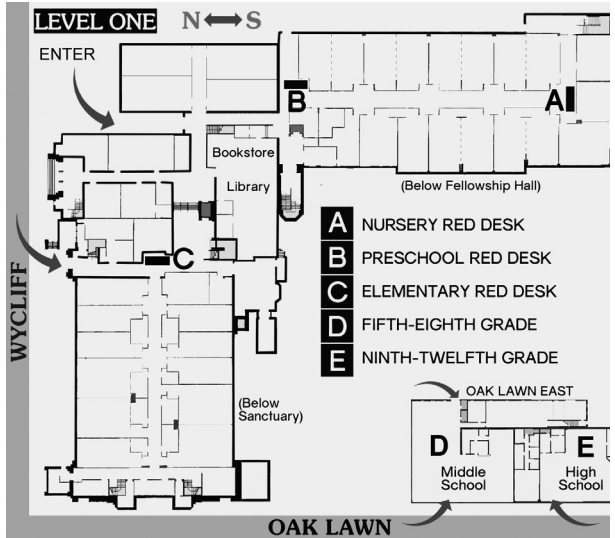 LEVEL ONE
N S
ENTER
B
A
Bookstore
Library
(Below Fellowship Hall)
A NURSERY RED DESK
B PRESCHOOL RED DESK
C ELEMENTARY RED DESK
D FIFTH-EIGHTH GRADE
E NINTH-TWELFTH GRADE
C
WYCLIFF
(Below
Sanctuary)
OAK LAWN EAST
D
Middle
School
E
High
School
OAK LAWN